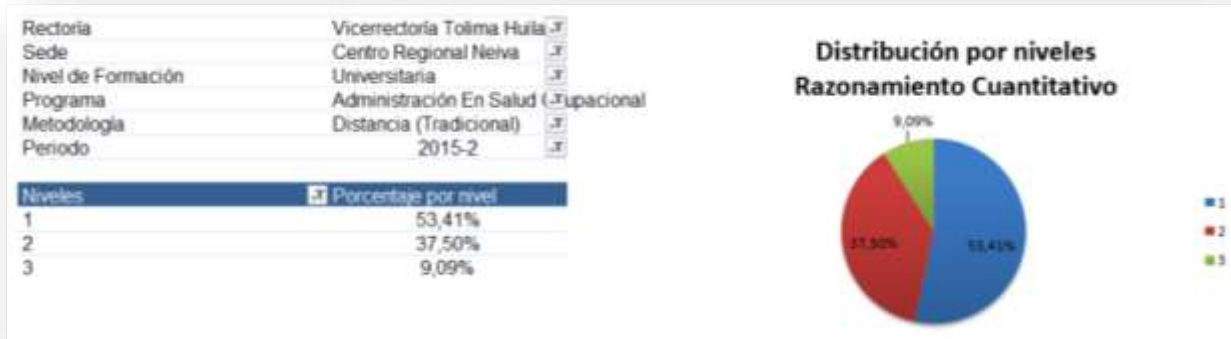 Rectoría Vicerrectoría Tolima Huila
Sede Centro Regional Neiva
Nivel de Formación Universitaria
Programa Administración En Salud upacional
Metodología Distancia (Tradicional)
Periodo 2015-2
Niveles Porcentaje por nivel
1 53,41%
2 37,50%
3 9,09%
Distribución por niveles
Razonamiento Cuantitativo
9,09%
37,50%
53,41%
1
2
3